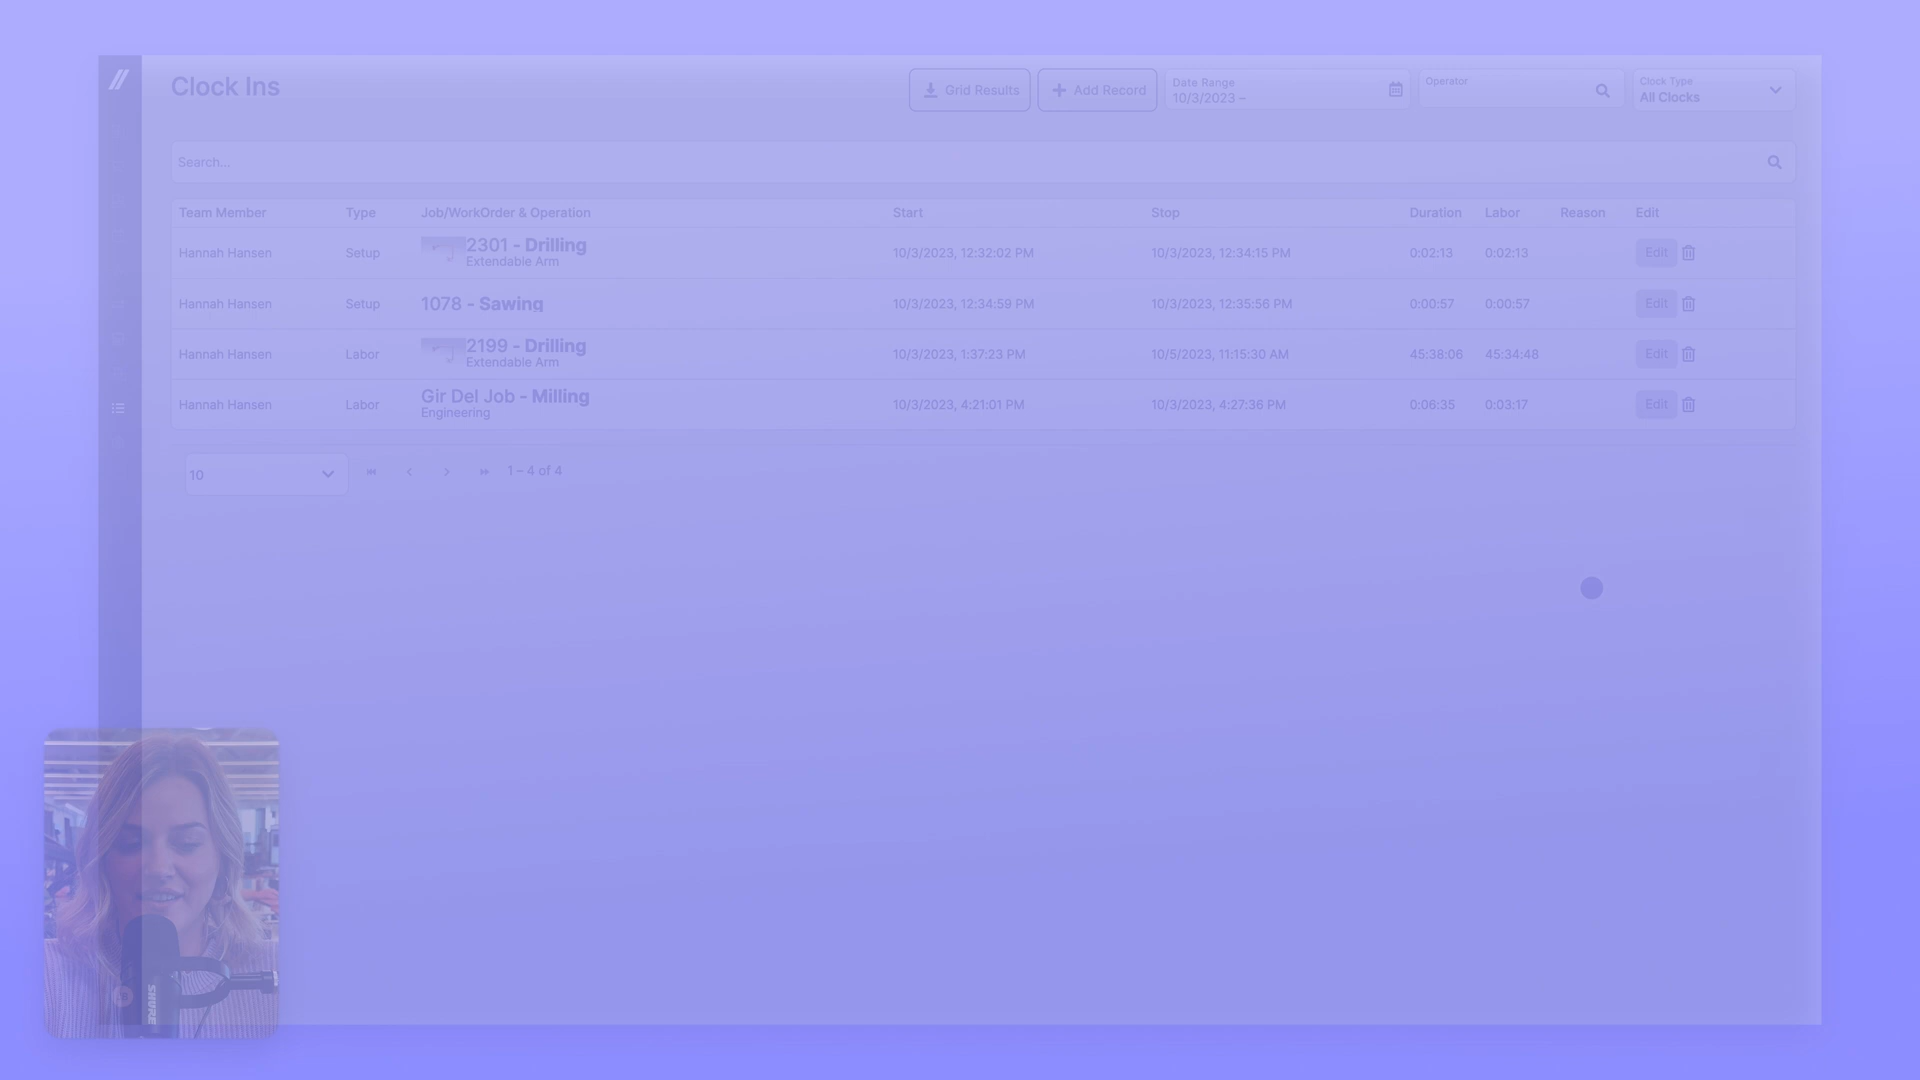 Clock Ins
Grid Results
Add Record
Date Range
10/3/2023 –
Operator
Clock Type
All Clocks
Search...
Team Member Type Job/WorkOrder & Operation Start Stop Duration Labor Reason Edit
Hannah Hansen Setup 2301 - Drilling 10/3/2023, 12:32:02 PM 10/3/2023, 12:34:15 PM 0:02:13 0:02:13 Edit
Extendable Arm
Hannah Hansen Setup 1078 - Sawing 10/3/2023, 12:34:59 PM 10/3/2023, 12:35:56 PM 0:00:57 0:00:57 Edit
Hannah Hansen Labor 2199 - Drilling 10/3/2023, 1:37:23 PM 10/5/2023, 11:15:30 AM 45:38:06 45:34:48 Edit
Extendable Arm
Hannah Hansen Labor Gir Del Job - Milling 10/3/2023, 4:21:01 PM 10/3/2023, 4:27:36 PM 0:06:35 0:03:17 Edit
Engineering
10 1 – 4 of 4
SHURE